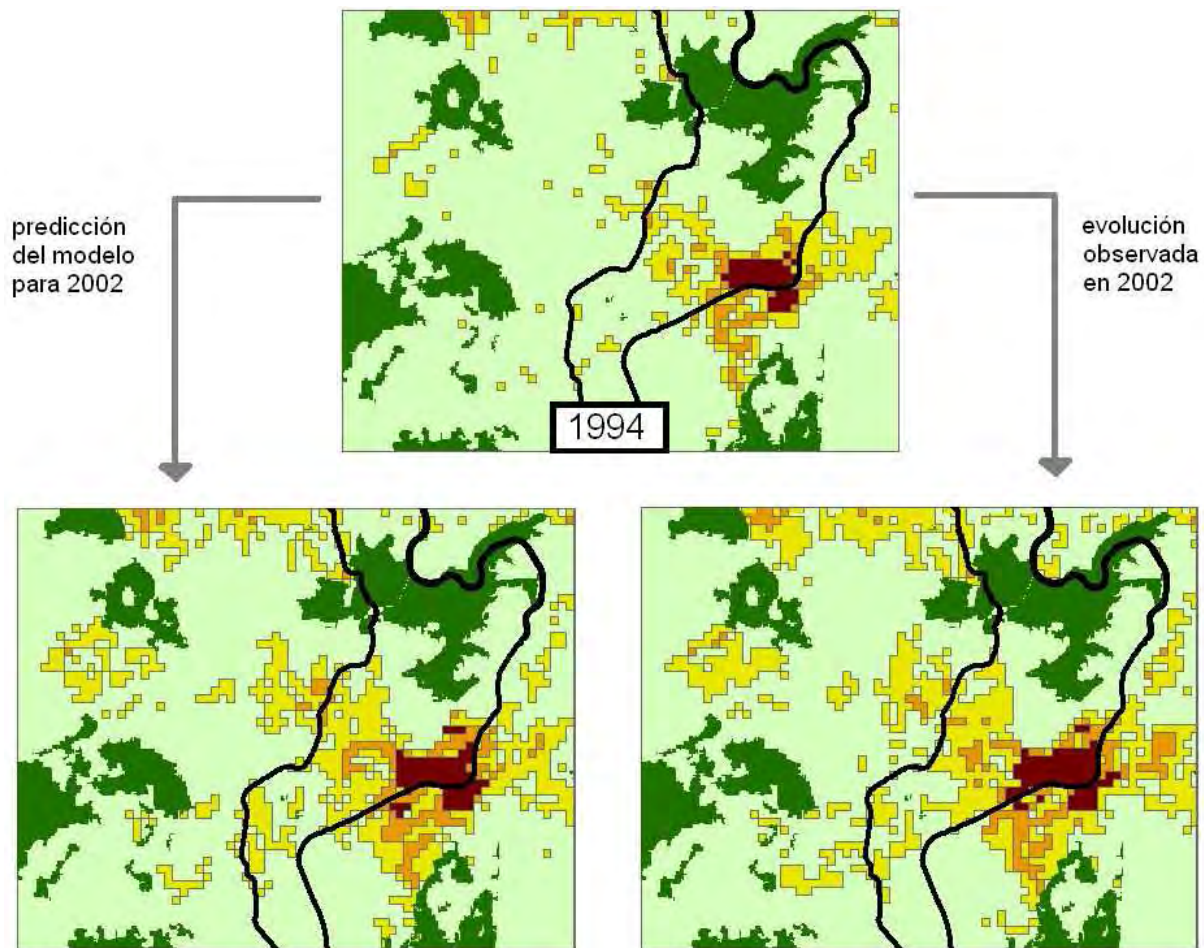 predicción
del modelo
para 2002
evolución
observada
en 2002
1994